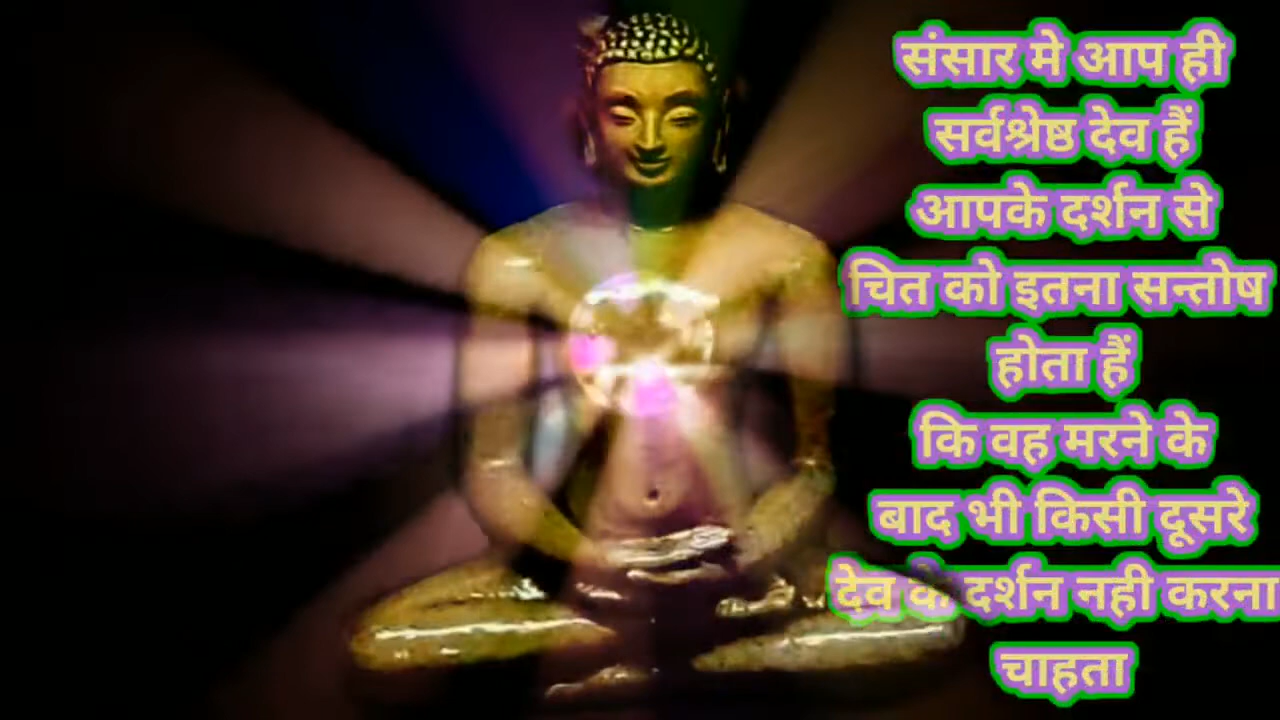 संसार मे आप ही
सर्वश्रेष्ठ देव हैं
आपके दर्शन से
चित को इतना सन्तोष
होता हैं
कि वह मरने के
बाद भी किसी दूसरे
देव के दर्शन नही करना
चाहता